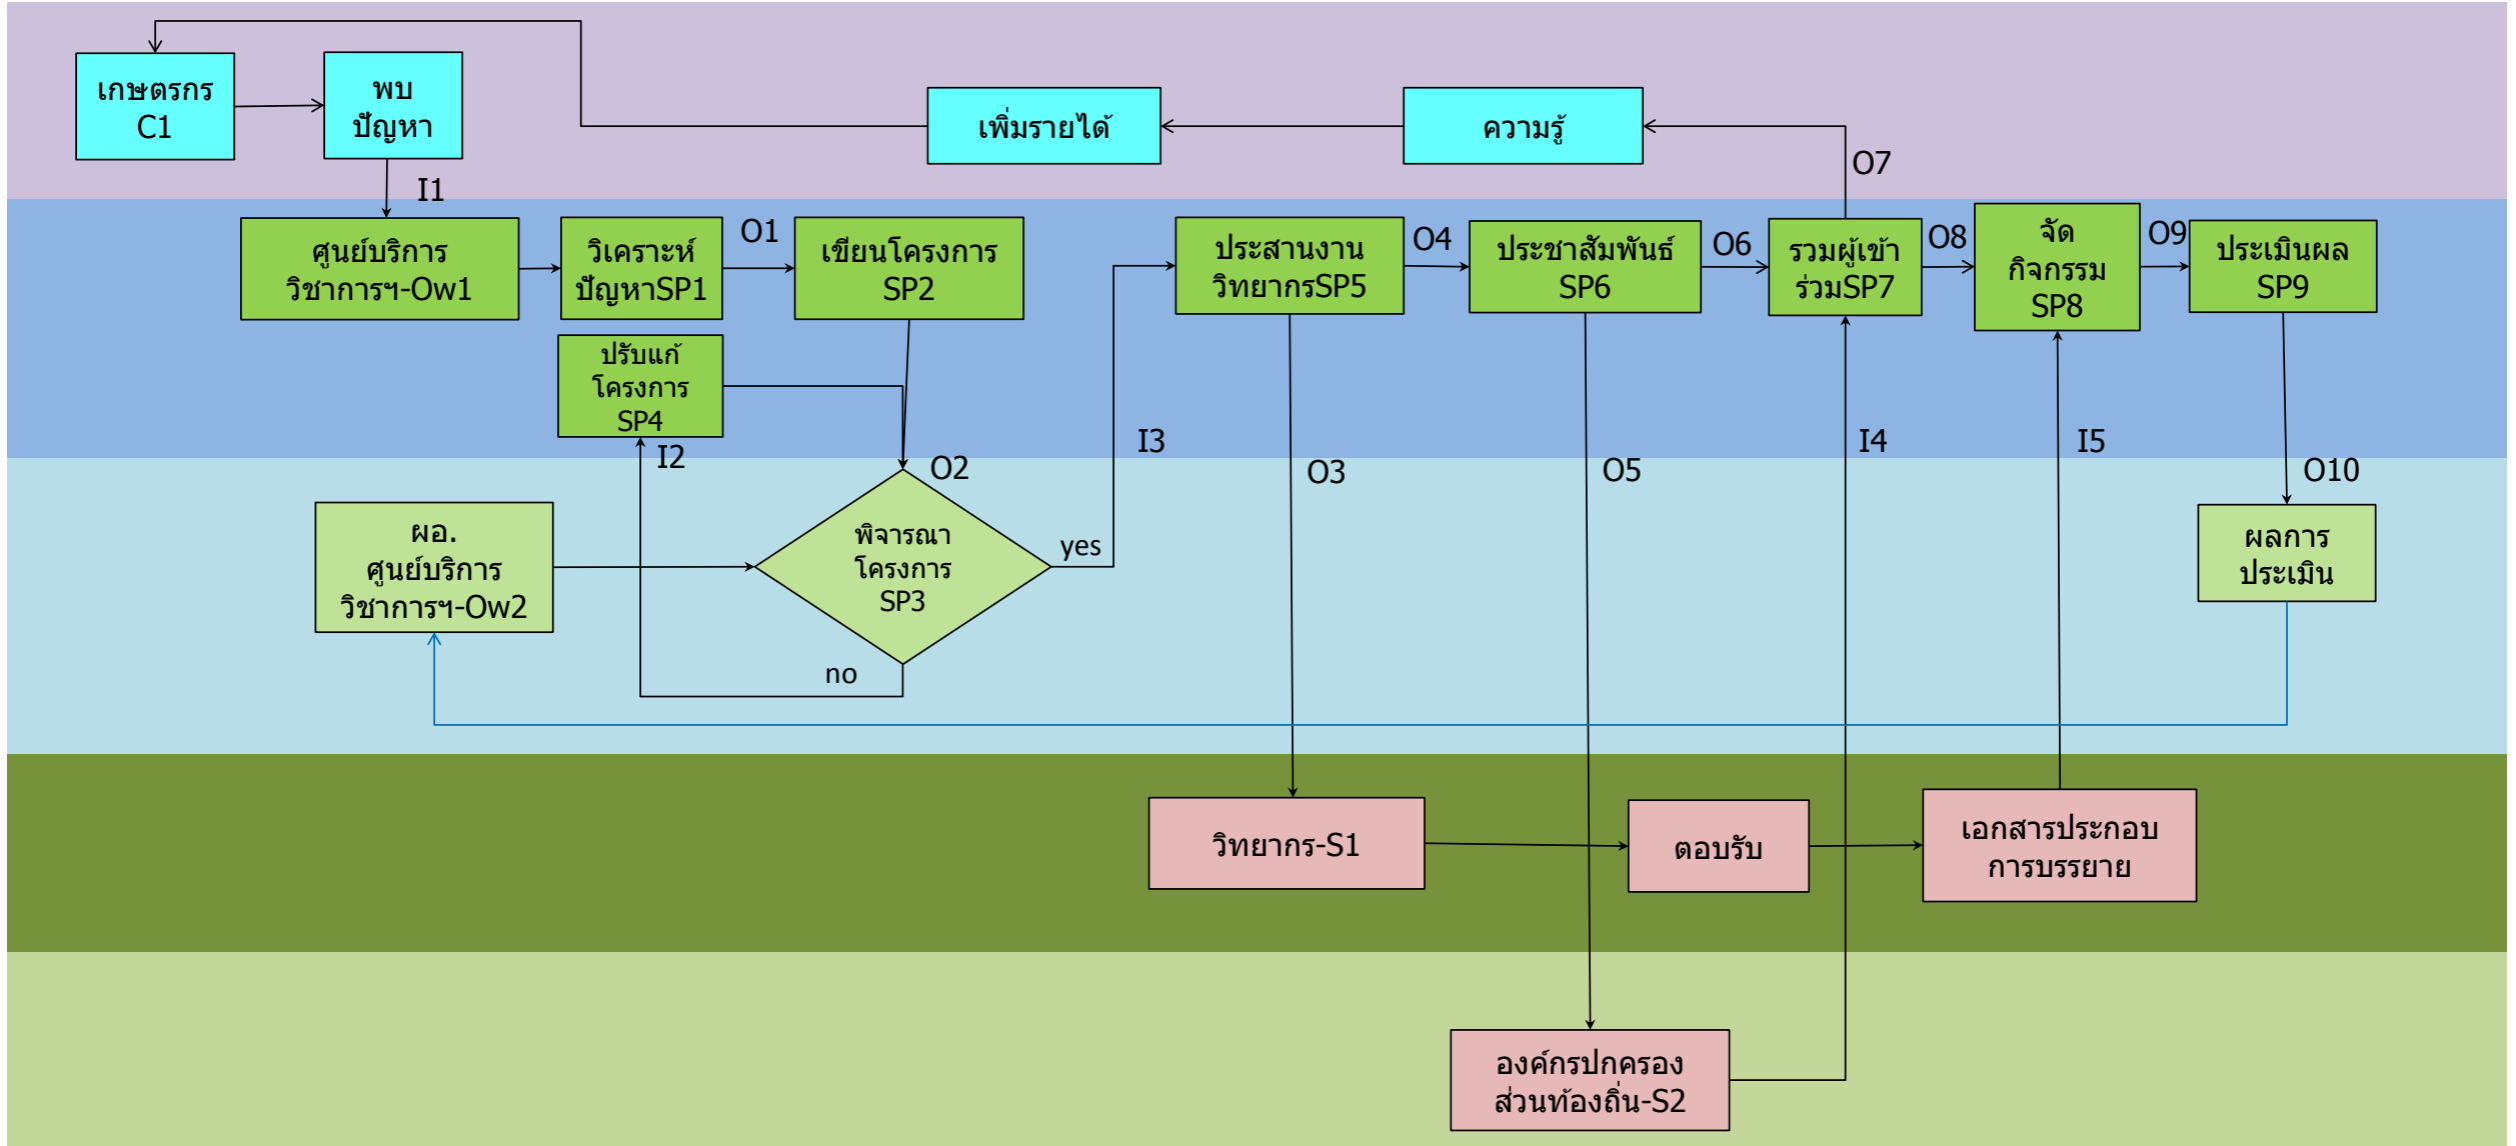 เกษตรกร
C1
พบ
ปัญหา
เพิ่มรายได้
ความรู้
O7
I1
ศูนย์บริการ
วิชาการฯ-Ow1
วิเคราะห์
ปัญหาSP1
O1
เขียนโครงการ
SP2
ประสานงาน
วิทยากรSP5
O4
ประชาสัมพันธ์
SP6
O6
รวมผู้เข้า
ร่วมSP7
O8
จัด
กิจกรรม
SP8
O9
ประเมินผล
SP9
ปรับแก้
โครงการ
SP4
I2
O2
I3
O3
O5
I4
I5
O10
ผอ.
ศูนย์บริการ
วิชาการฯ-Ow2
พิจารณา
โครงการ
SP3
yes
no
ผลการ
ประเมิน
วิทยากร-S1
ตอบรับ
เอกสารประกอบ
การบรรยาย
องค์กรปกครอง
ส่วนท้องถิ่น-S2